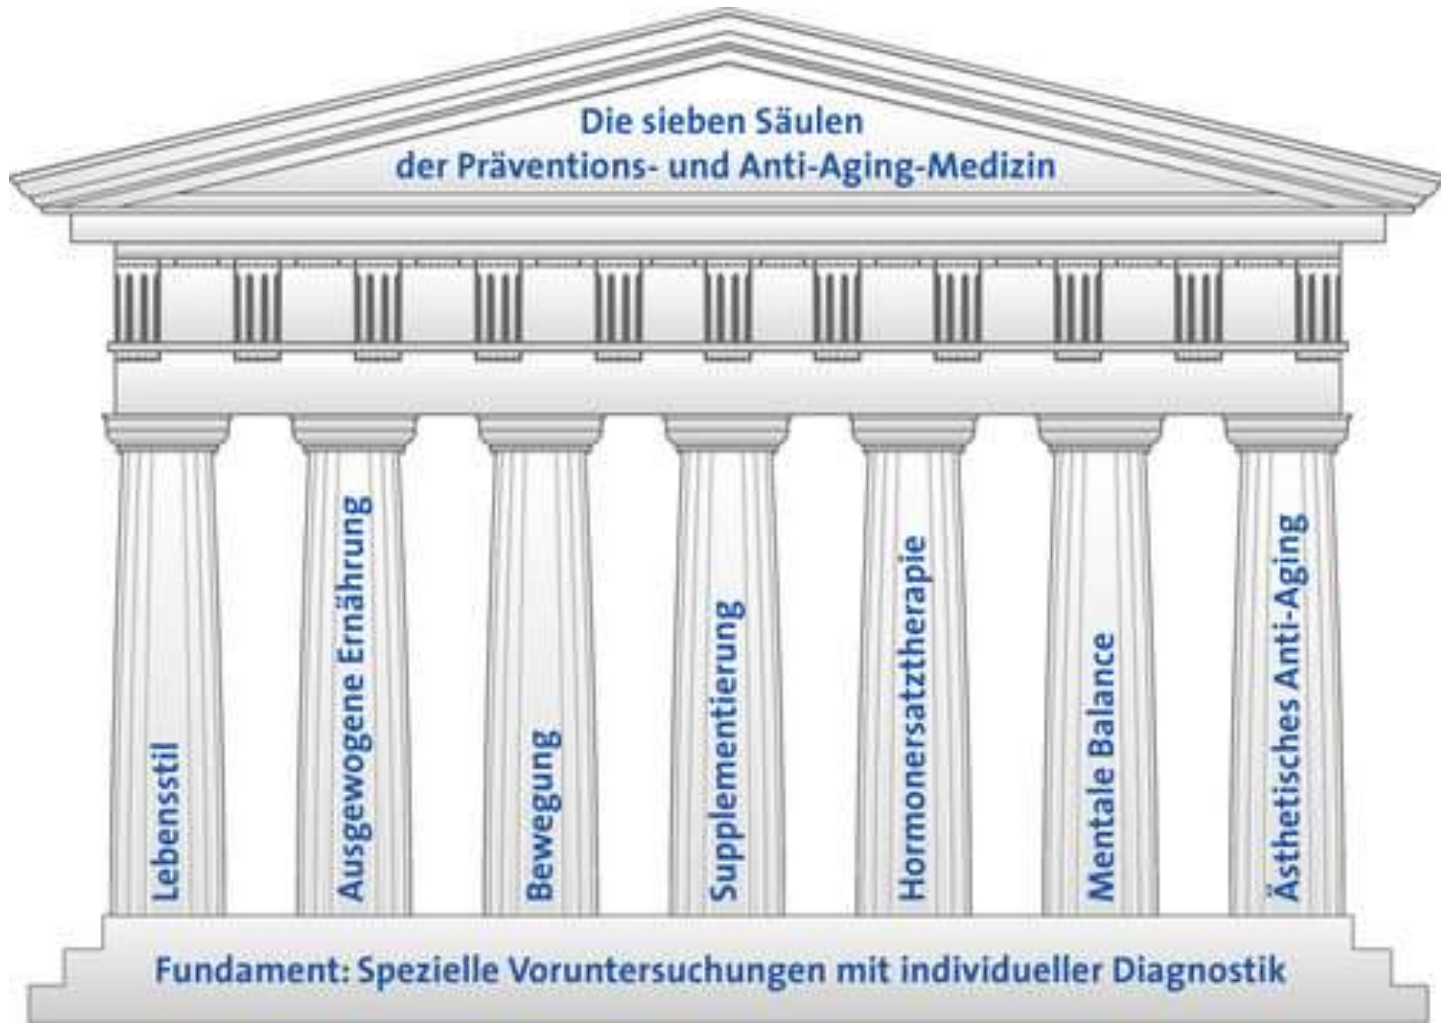 Die sieben Säulen
der Präventions- und Anti-Aging-Medizin
Lebensstil
Ausgewogene Ernährung
Bewegung
Supplementierung
Hormonersatztherapie
Mentale Balance
Ästhetisches Anti-Aging
Fundament: Spezielle Voruntersuchungen mit individueller Diagnostik